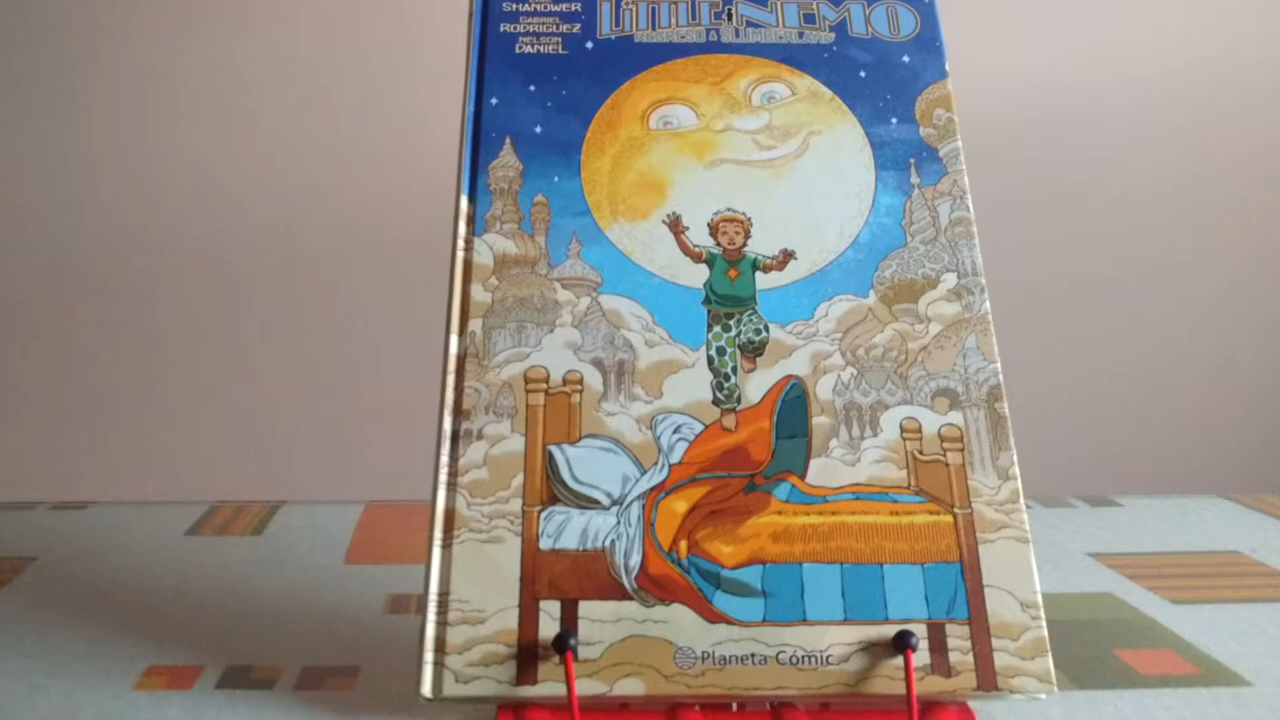 SHANOWER
GABRIEL
RODRIGUEZ
NELSON
DANIEL
LITTLE NEMO
REGRESO A SLUMBERLAND
Planeta Cómic